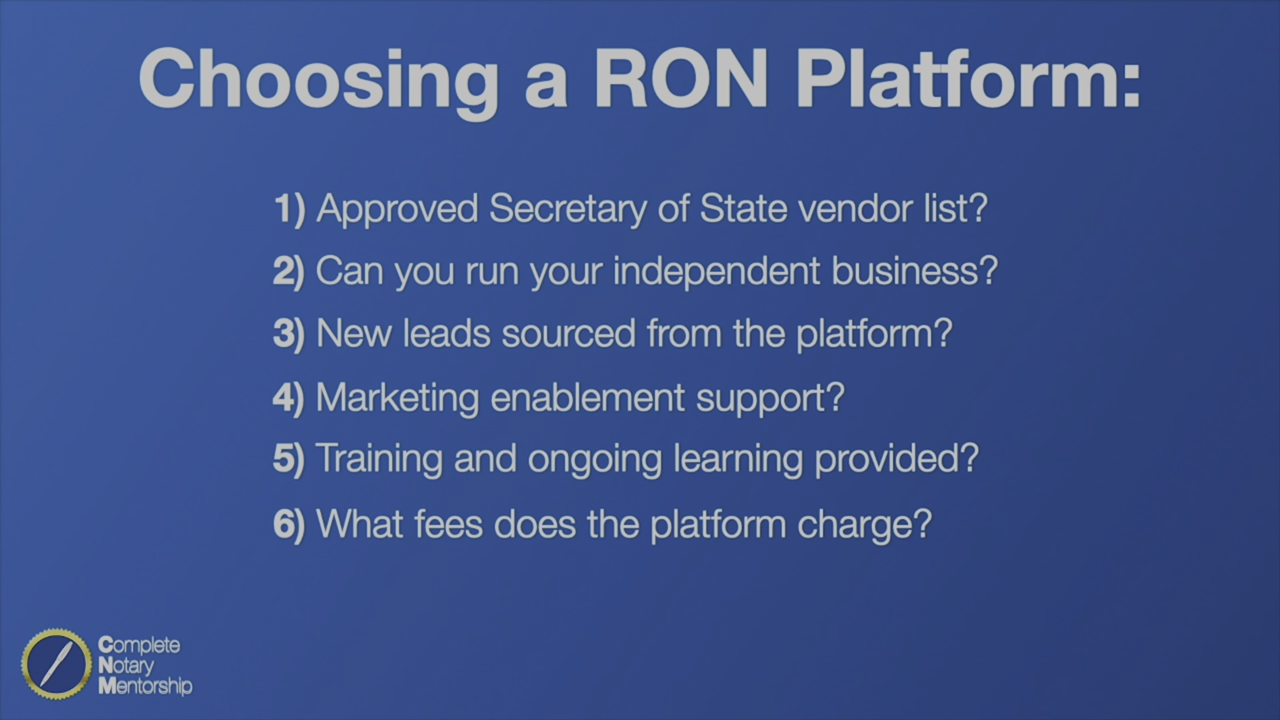 Choosing a RON Platform:
1) Approved Secretary of State vendor list?
2) Can you run your independent business?
3) New leads sourced from the platform?
4) Marketing enablement support?
5) Training and ongoing learning provided?
6) What fees does the platform charge?
Complete
Notary
Mentorship